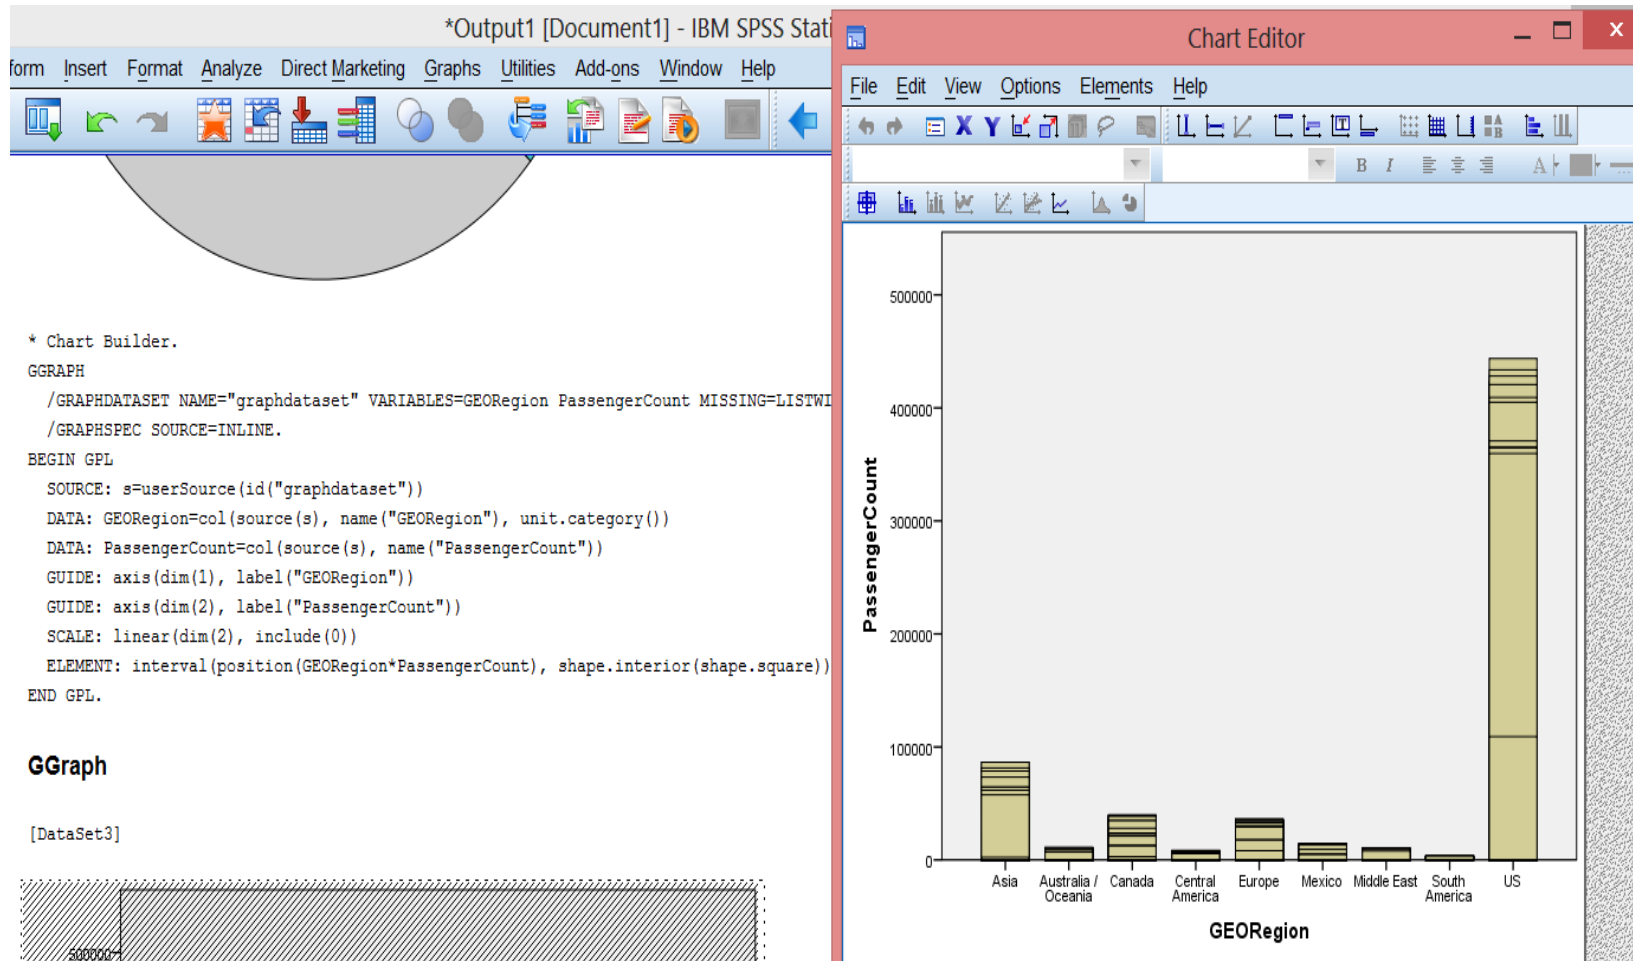 *Output1 [Document1] - IBM SPSS Stati
form Insert Format Analyze Direct Marketing Graphs Utilities Add-ons Window Help
* Chart Builder.
GGRAPH
/GRAPHDATASET NAME="graphdataset" VARIABLES=GEORegion PassengerCount MISSING=LISTWI
/GRAPHSPEC SOURCE=INLINE.
BEGIN GPL
SOURCE: s=userSource(id("graphdataset"))
DATA: GEORegion=col(source(s), name("GEORegion"), unit.category())
DATA: PassengerCount=col(source(s), name("PassengerCount"))
GUIDE: axis(dim(1), label("GEORegion"))
GUIDE: axis(dim(2), label("PassengerCount"))
SCALE: linear(dim(2), include(0))
ELEMENT: interval(position(GEORegion*PassengerCount), shape.interior(shape.square))
END GPL.
GGraph
[DataSet3]
500000
Chart Editor
File Edit View Options Elements Help
X Y
B I A
500000
400000
300000
200000
100000
0
PassengerCount
Asia Australia / Oceania Canada Central America Europe Mexico Middle East South America US
GEORegion